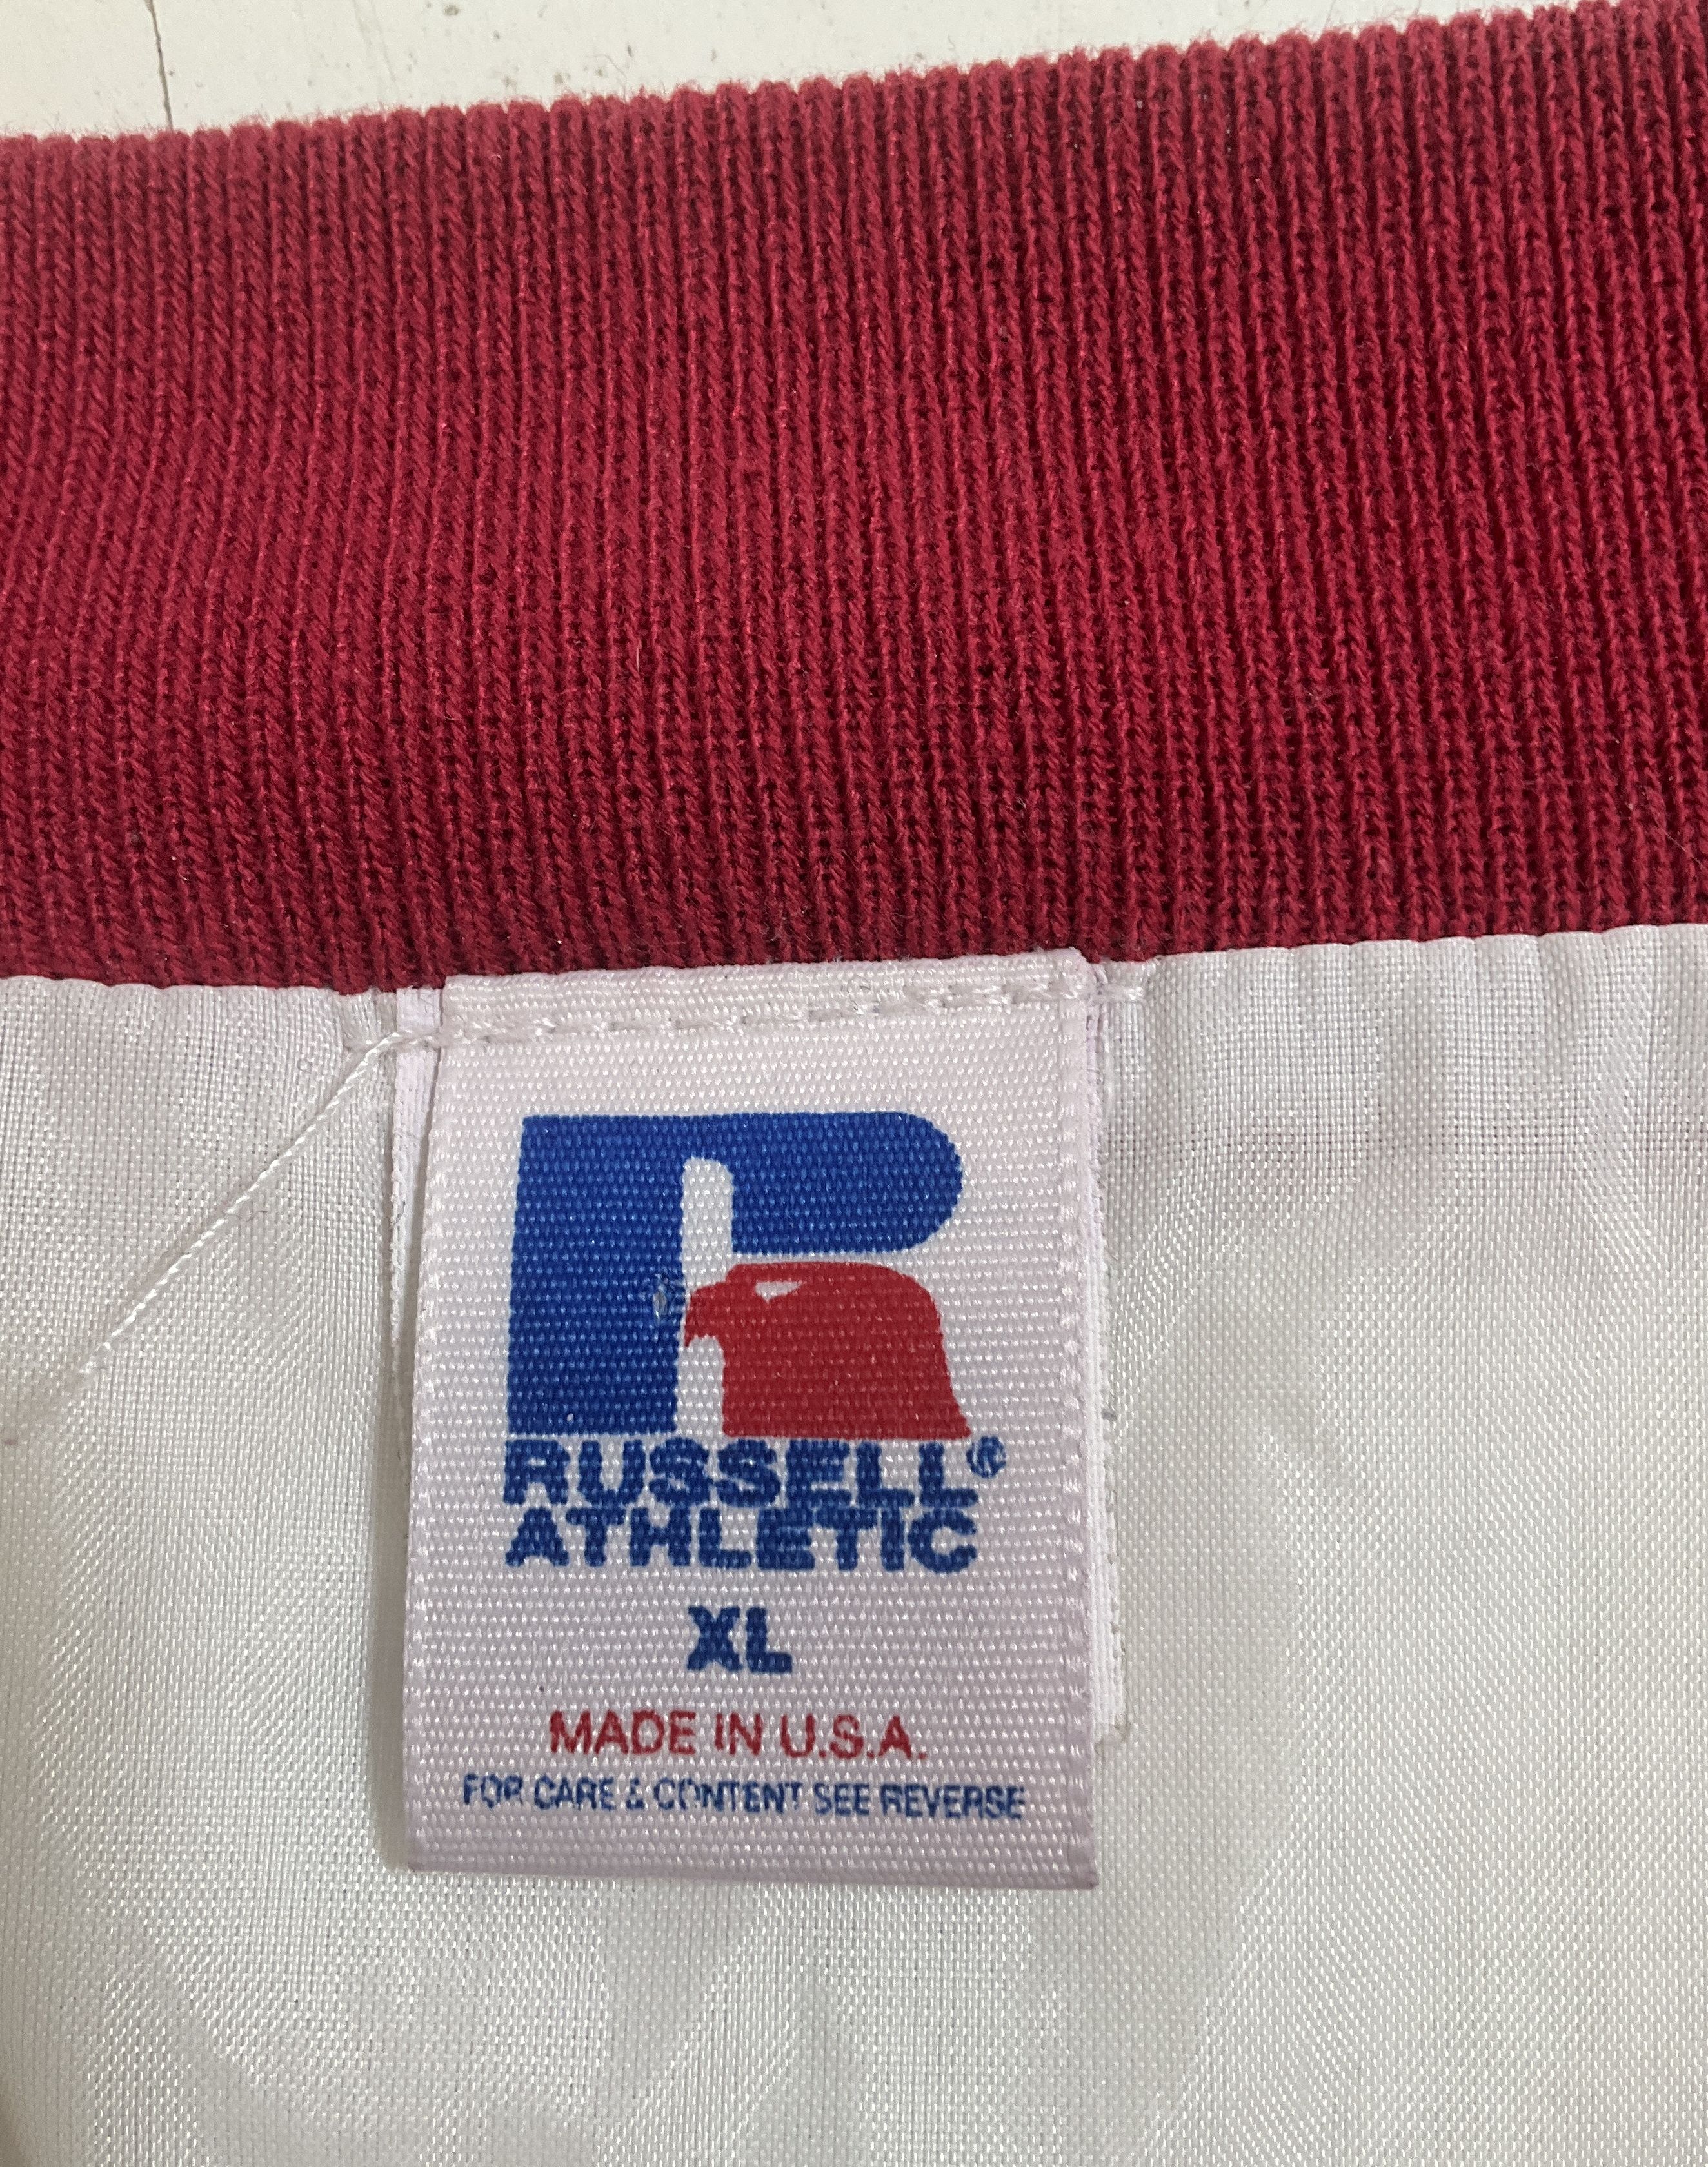 RUSSELL®
ATHLETIC
XL
MADE IN U.S.A.
FOR CARE & CONTENT SEE REVERSE